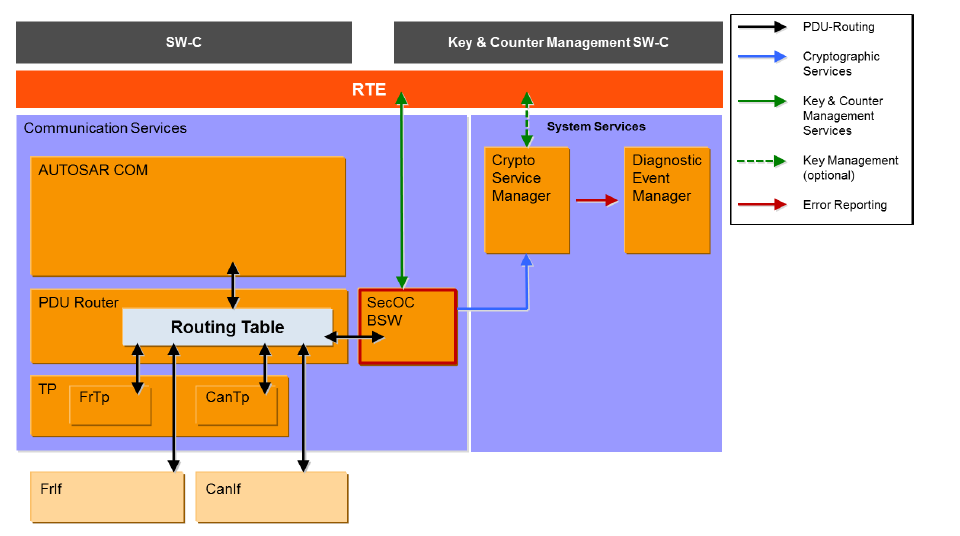 SW-C
Key & Counter Management SW-C
RTE
Communication Services
System Services
AUTOSAR COM
Crypto
Service
Manager
Diagnostic
Event
Manager
PDU Router
Routing Table
SecOC
BSW
TP
FrTp
CanTp
FrIf
CanIf
PDU-Routing
Cryptographic
Services
Key & Counter
Management
Services
Key Management
(optional)
Error Reporting